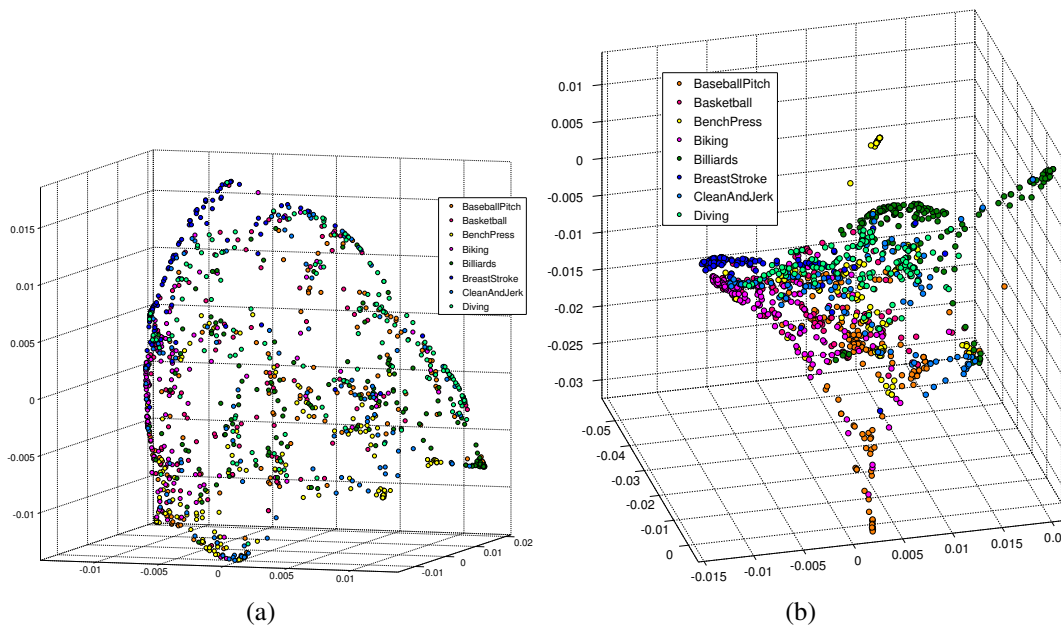 0.015
0.01
0.005
0
-0.005
-0.01
-0.01
-0.005
0
0.005
0.01
-0.01
0
0.01
0.02
BaseballPitch
Basketball
BenchPress
Biking
Billiards
BreastStroke
CleanAndJerk
Diving
(a)
0.01
0.005
0
-0.005
-0.01
-0.015
-0.02
-0.025
-0.03
-0.05
-0.04
-0.03
-0.02
-0.01
0
-0.015
-0.01
-0.005
0
0.005
0.01
0.015
BaseballPitch
Basketball
BenchPress
Biking
Billiards
BreastStroke
CleanAndJerk
Diving
(b)